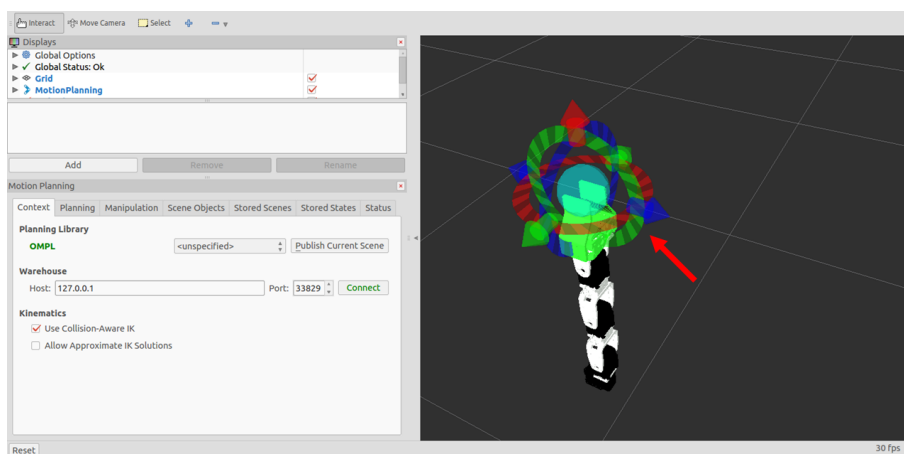 Interact Move Camera Select
Displays
Global Options
Global Status: Ok
Grid
MotionPlanning
Add Remove Rename
Motion Planning
Context Planning Manipulation Scene Objects Stored Scenes Stored States Status
Planning Library
OMPL <unspecified> Publish Current Scene
Warehouse
Host: 127.0.0.1 Port: 33829 Connect
Kinematics
Use Collision-Aware IK
Allow Approximate IK Solutions
Reset 30 fps